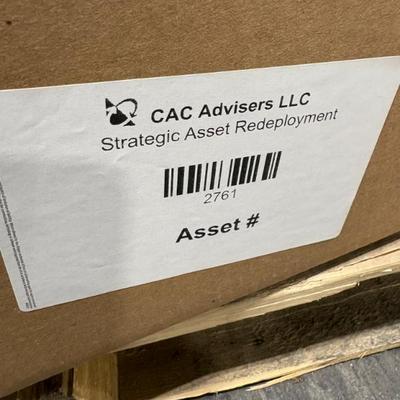 CAC Advisers LLC
Strategic Asset Redeployment
2761
Asset #